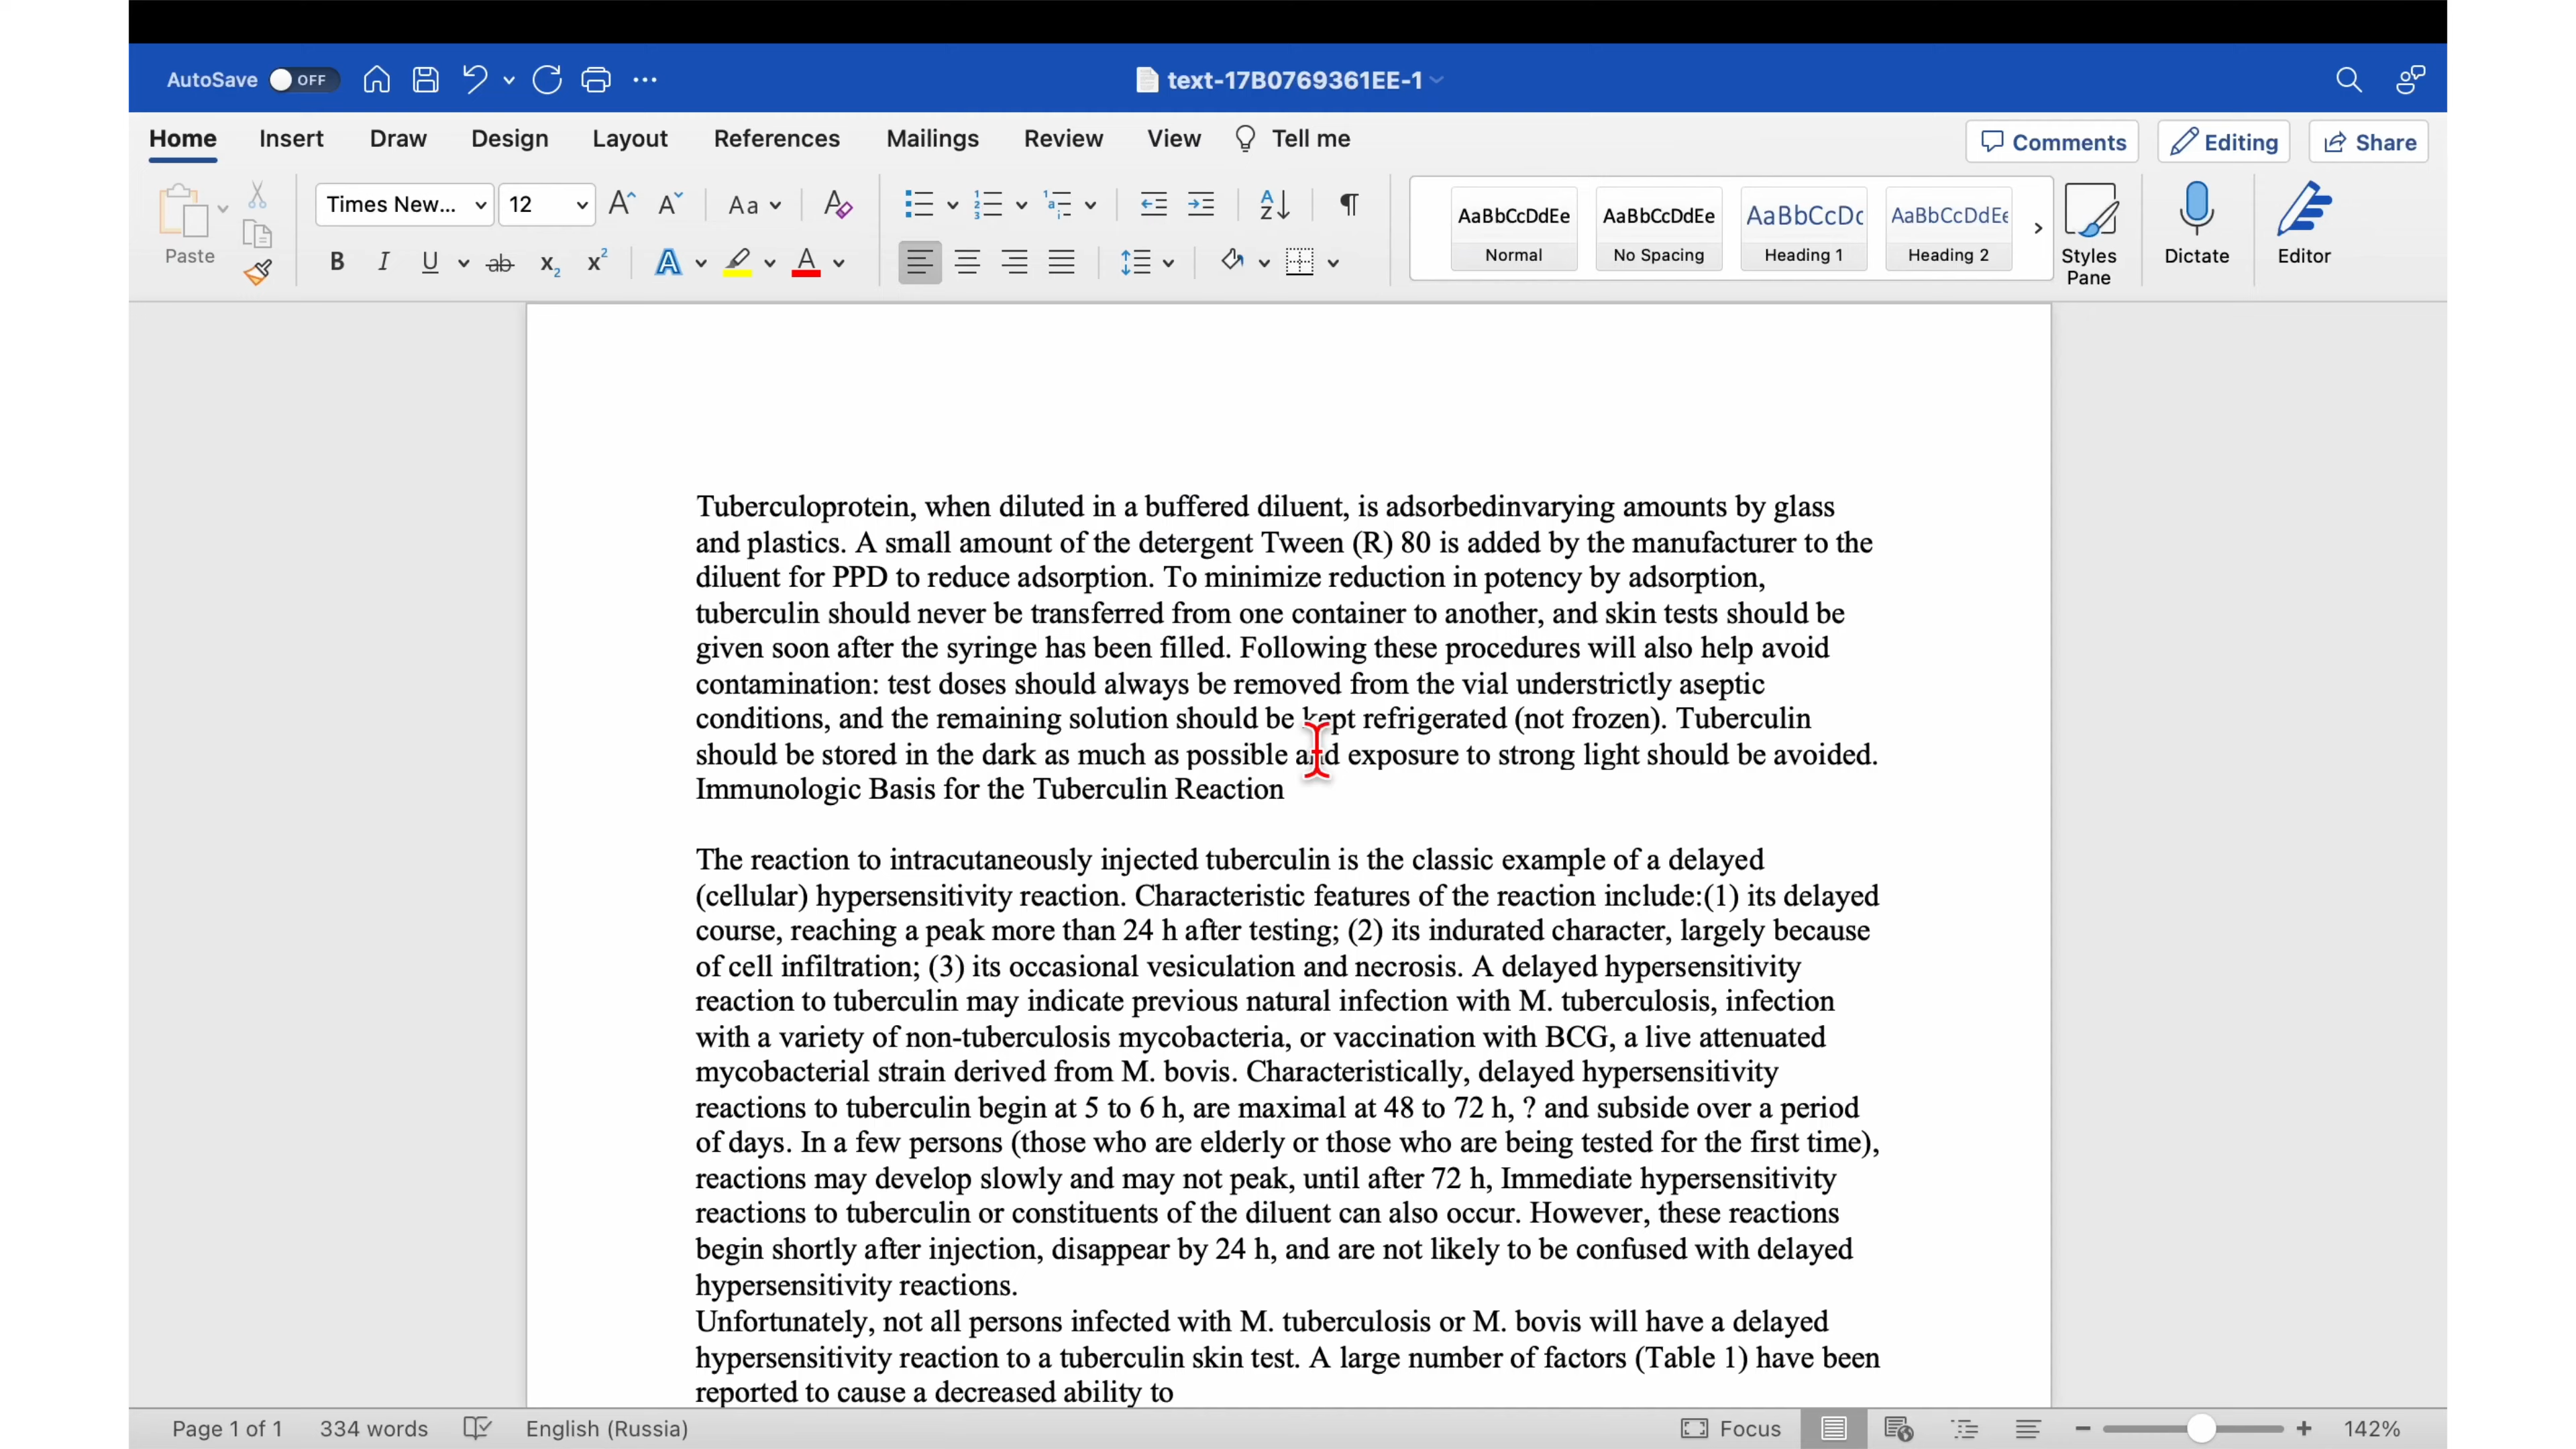 AutoSave OFF
text-17B0769361EE-1
Home Insert Draw Design Layout References Mailings Review View Tell me
Comments Editing Share
Paste
Times New... 12 Aa
AaBbCcDdEe AaBbCcDdEe AaBbCcDc AaBbCcDdEe
Normal No Spacing Heading 1 Heading 2
Styles Pane
Dictate
Editor
Tuberculoprotein, when diluted in a buffered diluent, is adsorbedinvarying amounts by glass
and plastics. A small amount of the detergent Tween (R) 80 is added by the manufacturer to the
diluent for PPD to reduce adsorption. To minimize reduction in potency by adsorption,
tuberculin should never be transferred from one container to another, and skin tests should be
given soon after the syringe has been filled. Following these procedures will also help avoid
contamination: test doses should always be removed from the vial understrictly aseptic
conditions, and the remaining solution should be kept refrigerated (not frozen). Tuberculin
should be stored in the dark as much as possible and exposure to strong light should be avoided.
Immunologic Basis for the Tuberculin Reaction
The reaction to intracutaneously injected tuberculin is the classic example of a delayed
(cellular) hypersensitivity reaction. Characteristic features of the reaction include:(1) its delayed
course, reaching a peak more than 24 h after testing; (2) its indurated character, largely because
of cell infiltration; (3) its occasional vesiculation and necrosis. A delayed hypersensitivity
reaction to tuberculin may indicate previous natural infection with M. tuberculosis, infection
with a variety of non-tuberculosis mycobacteria, or vaccination with BCG, a live attenuated
mycobacterial strain derived from M. bovis. Characteristically, delayed hypersensitivity
reactions to tuberculin begin at 5 to 6 h, are maximal at 48 to 72 h, ? and subside over a period
of days. In a few persons (those who are elderly or those who are being tested for the first time),
reactions may develop slowly and may not peak, until after 72 h, Immediate hypersensitivity
reactions to tuberculin or constituents of the diluent can also occur. However, these reactions
begin shortly after injection, disappear by 24 h, and are not likely to be confused with delayed
hypersensitivity reactions.
Unfortunately, not all persons infected with M. tuberculosis or M. bovis will have a delayed
hypersensitivity reaction to a tuberculin skin test. A large number of factors (Table 1) have been
reported to cause a decreased ability to
Page 1 of 1 334 words English (Russia) Focus 142%